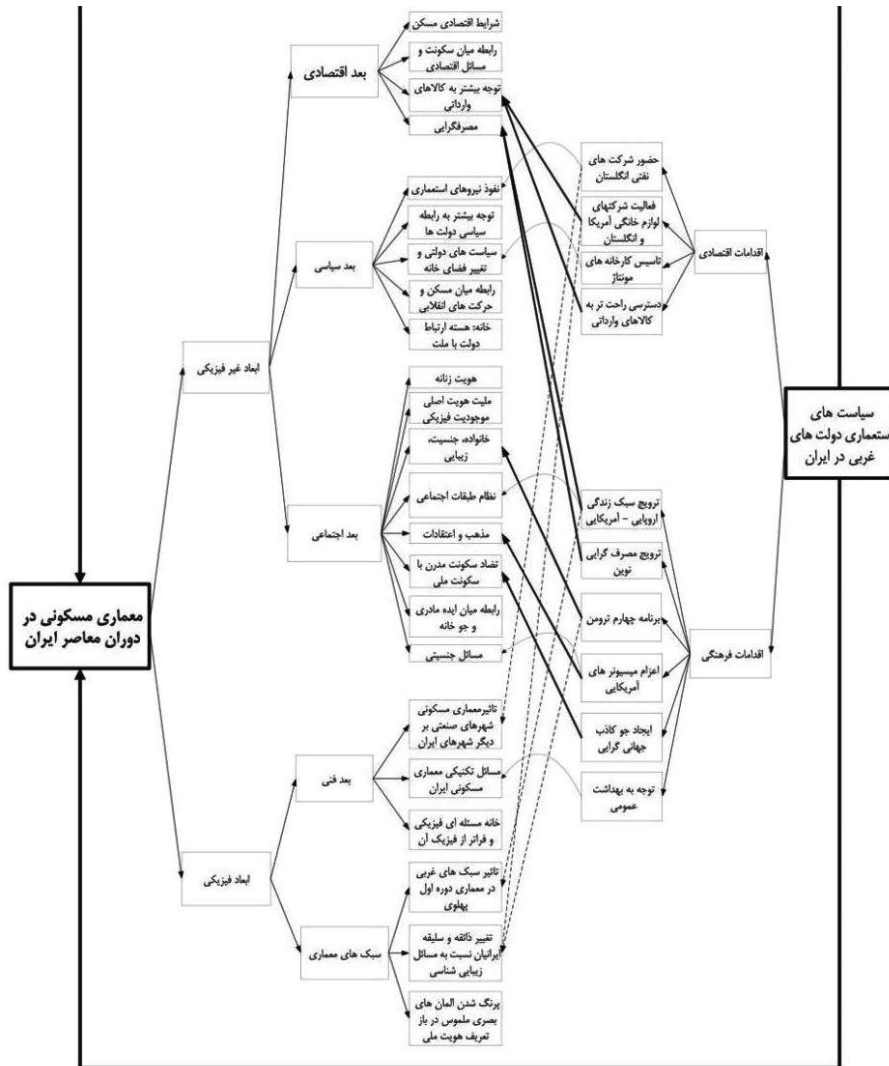 سیاست های
ستعماری دولت های
غربی در ایران
اقدامات اقتصادی
حضور شرکت های
نفتی انگلستان
فعالیت شرکتهای
لوازم خانگی آمریکا
و انگلستان
تاسیس کارخانه های
مونتاژ
دسترسی راحت تر به
کالاهای وارداتی
اقدامات فرهنگی
ترویج سبک زندگی
اروپایی - آمریکایی
ترویج مصرف گرایی
نوین
برنامه چهارم ترومن
اعزام میسیونر های
آمریکایی
ایجاد جو کاذب
جهانی گرایی
توجه به بهداشت
عمومی
شرایط اقتصادی مسکن
رابطه میان سکونت و
مسائل اقتصادی
توجه بیشتر به کالاهای
وارداتی
مصرفگرایی
بعد اقتصادی
نفوذ نیروهای استعماری
توجه بیشتر به رابطه
سیاسی دولت ها
سیاست های دولتی و
تغییر فضای خانه
رابطه میان مسکن و
حرکت های انقلابی
خانه: هسته ارتباط
دولت با ملت
بعد سیاسی
هویت زنانه
ملیت هویت اصلی
موجودیت فیزیکی
خانواده، جنسیت،
زیبایی
نظام طبقات اجتماعی
مذهب و اعتقادات
تضاد سکونت مدرن با
سکونت ملی
رابطه میان ایده مادری
و جو خانه
مسائل جنسیتی
بعد اجتماعی
ابعاد غیر فیزیکی
تاثیرمعماری مسکونی
شهرهای صنعتی بر
دیگر شهرهای ایران
مسائل تکنیکی معماری
مسکونی ایران
خانه مسئله ای فیزیکی
و فراتر از فیزیک آن
بعد فنی
تاثیر سبک های غربی
در معماری دوره اول
پهلوی
تغییر ذائقه و سلیقه
ایرانیان نسبت به مسائل
زیبایی شناسی
پرنگ شدن المان های
بصری ملموس در باز
تعریف هویت ملی
سبک های معماری
ابعاد فیزیکی
معماری مسکونی در
دوران معاصر ایران